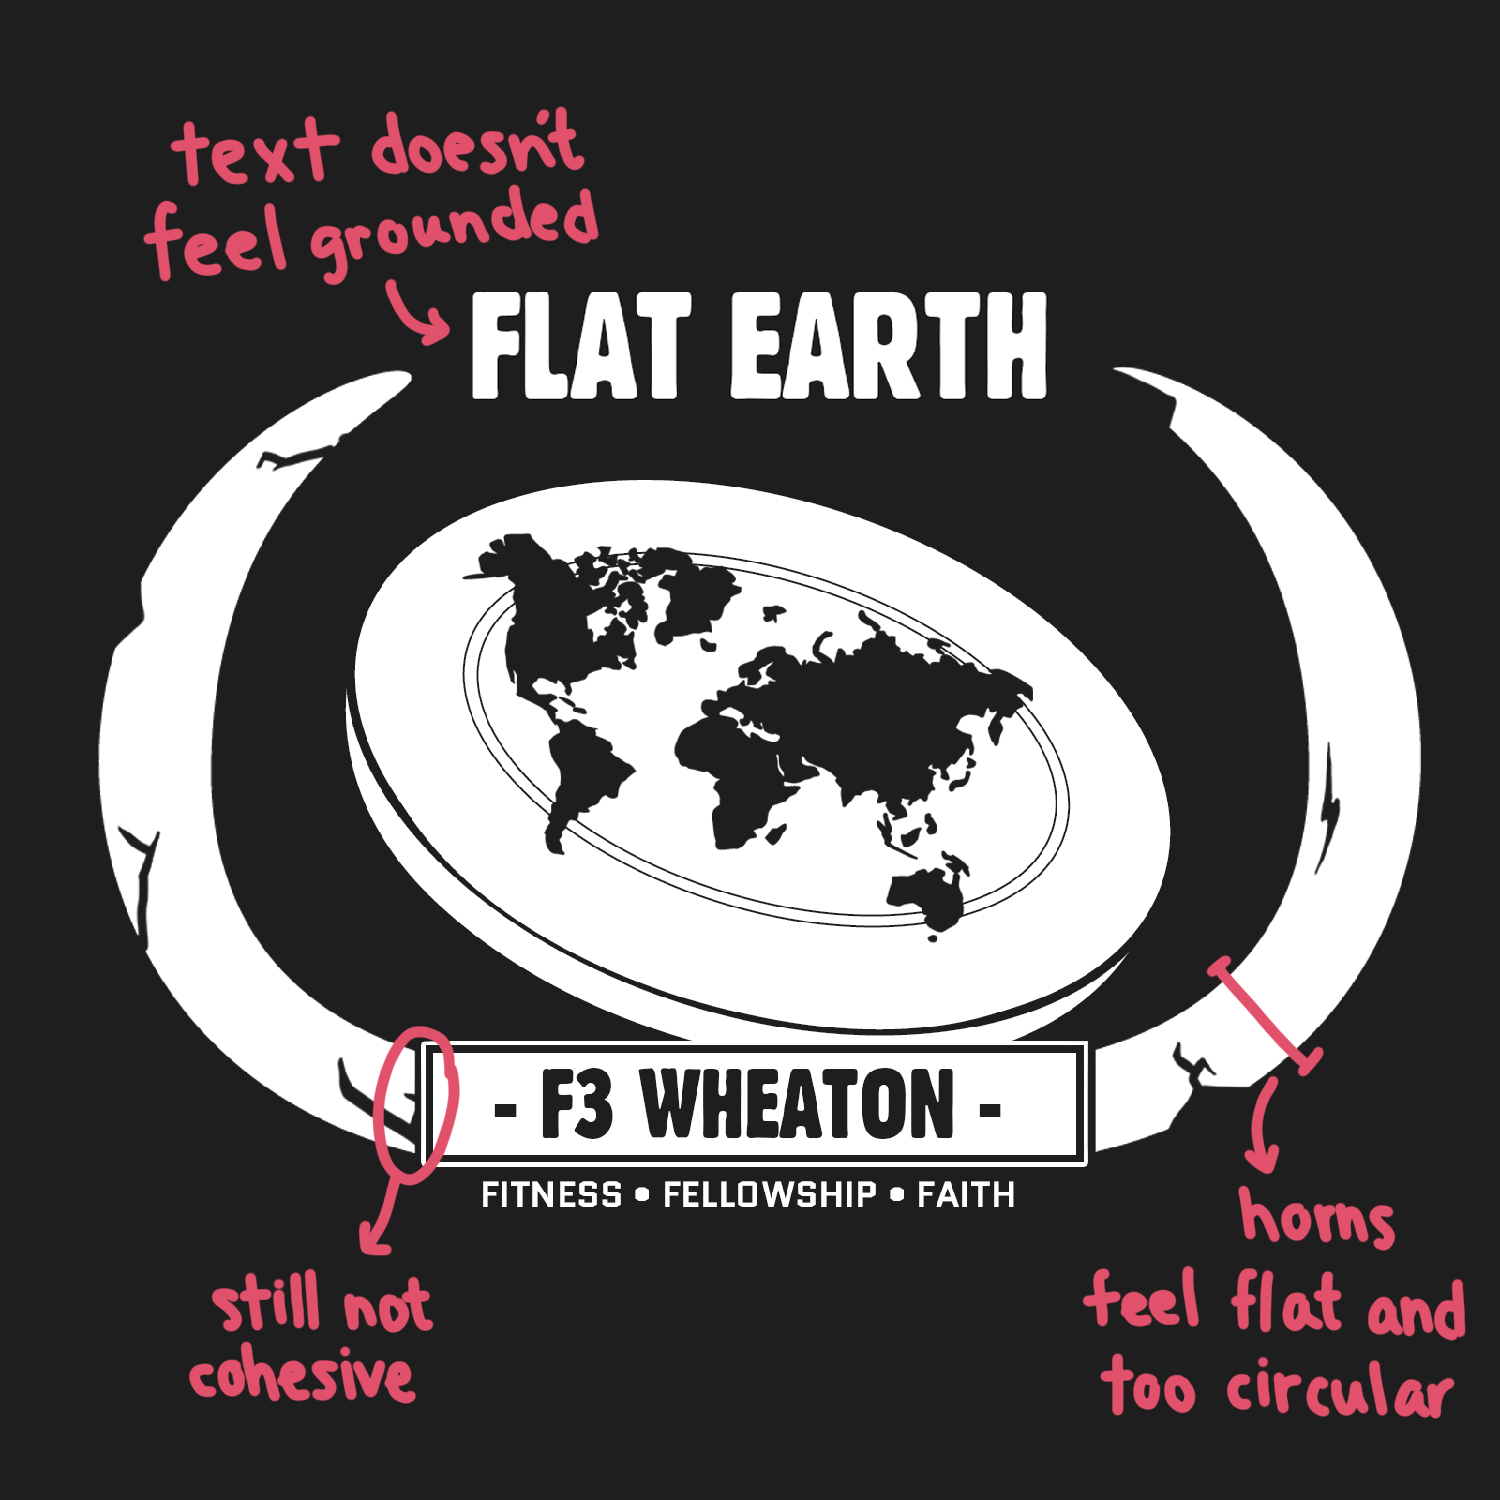 text doesn't
feel grounded
FLAT EARTH
- F3 WHEATON -
FITNESS • FELLOWSHIP • FAITH
still not
cohesive
horns
feel flat and
too circular